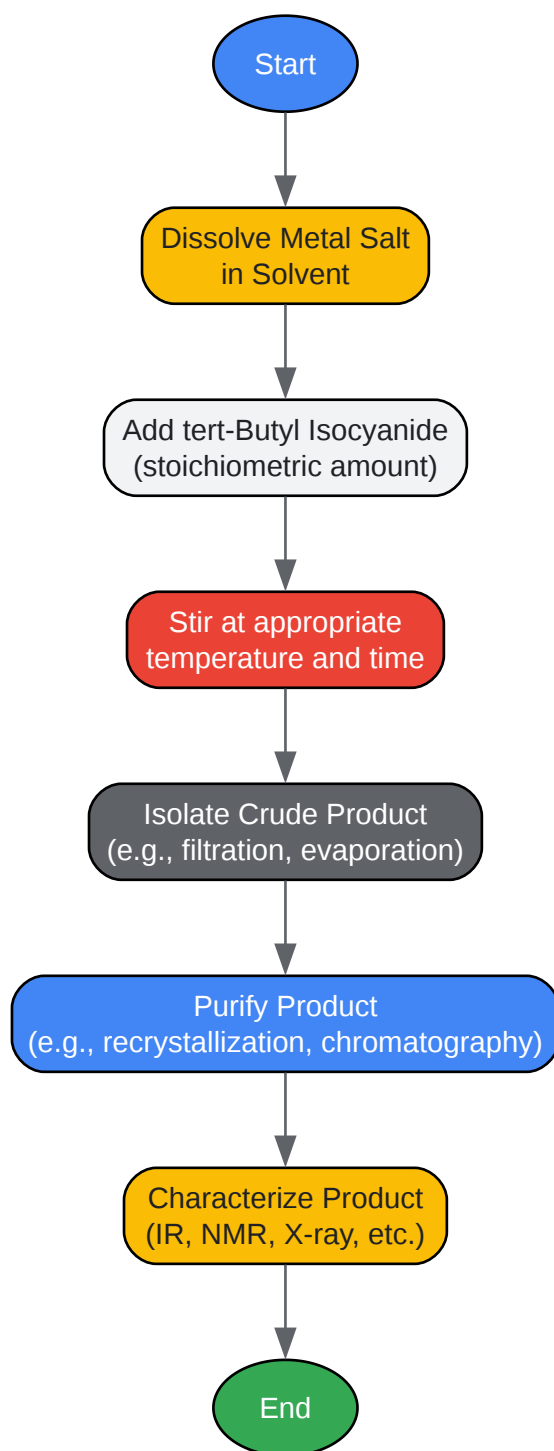 Start
Dissolve Metal Salt
in Solvent
Add tert-Butyl Isocyanide
(stoichiometric amount)
Stir at appropriate
temperature and time
Isolate Crude Product
(e.g., filtration, evaporation)
Purify Product
(e.g., recrystallization, chromatography)
Characterize Product
(IR, NMR, X-ray, etc.)
End